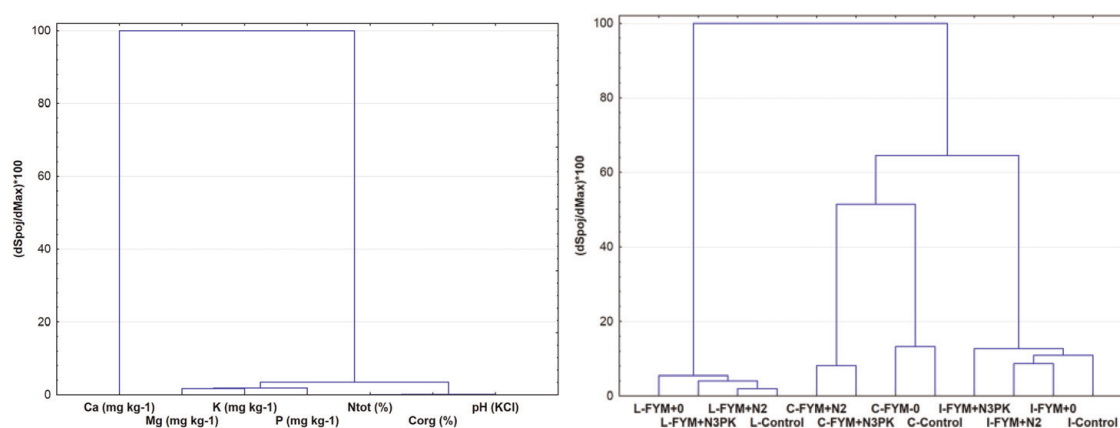 100
80
60
40
20
0
(dSpoj/dMax)*100
Ca (mg kg-1) K (mg kg-1) Ntot (%) pH (KCl)
Mg (mg kg-1) P (mg kg-1) Corg (%)
100
80
60
40
20
0
(dSpoj/dMax)*100
L-FYM+0 L-FYM+N2 C-FYM+N2 C-FYM-0 I-FYM+N3PK I-FYM+0
L-FYM+N3PK L-Control C-FYM+N3PK C-Control I-FYM+N2 I-Control